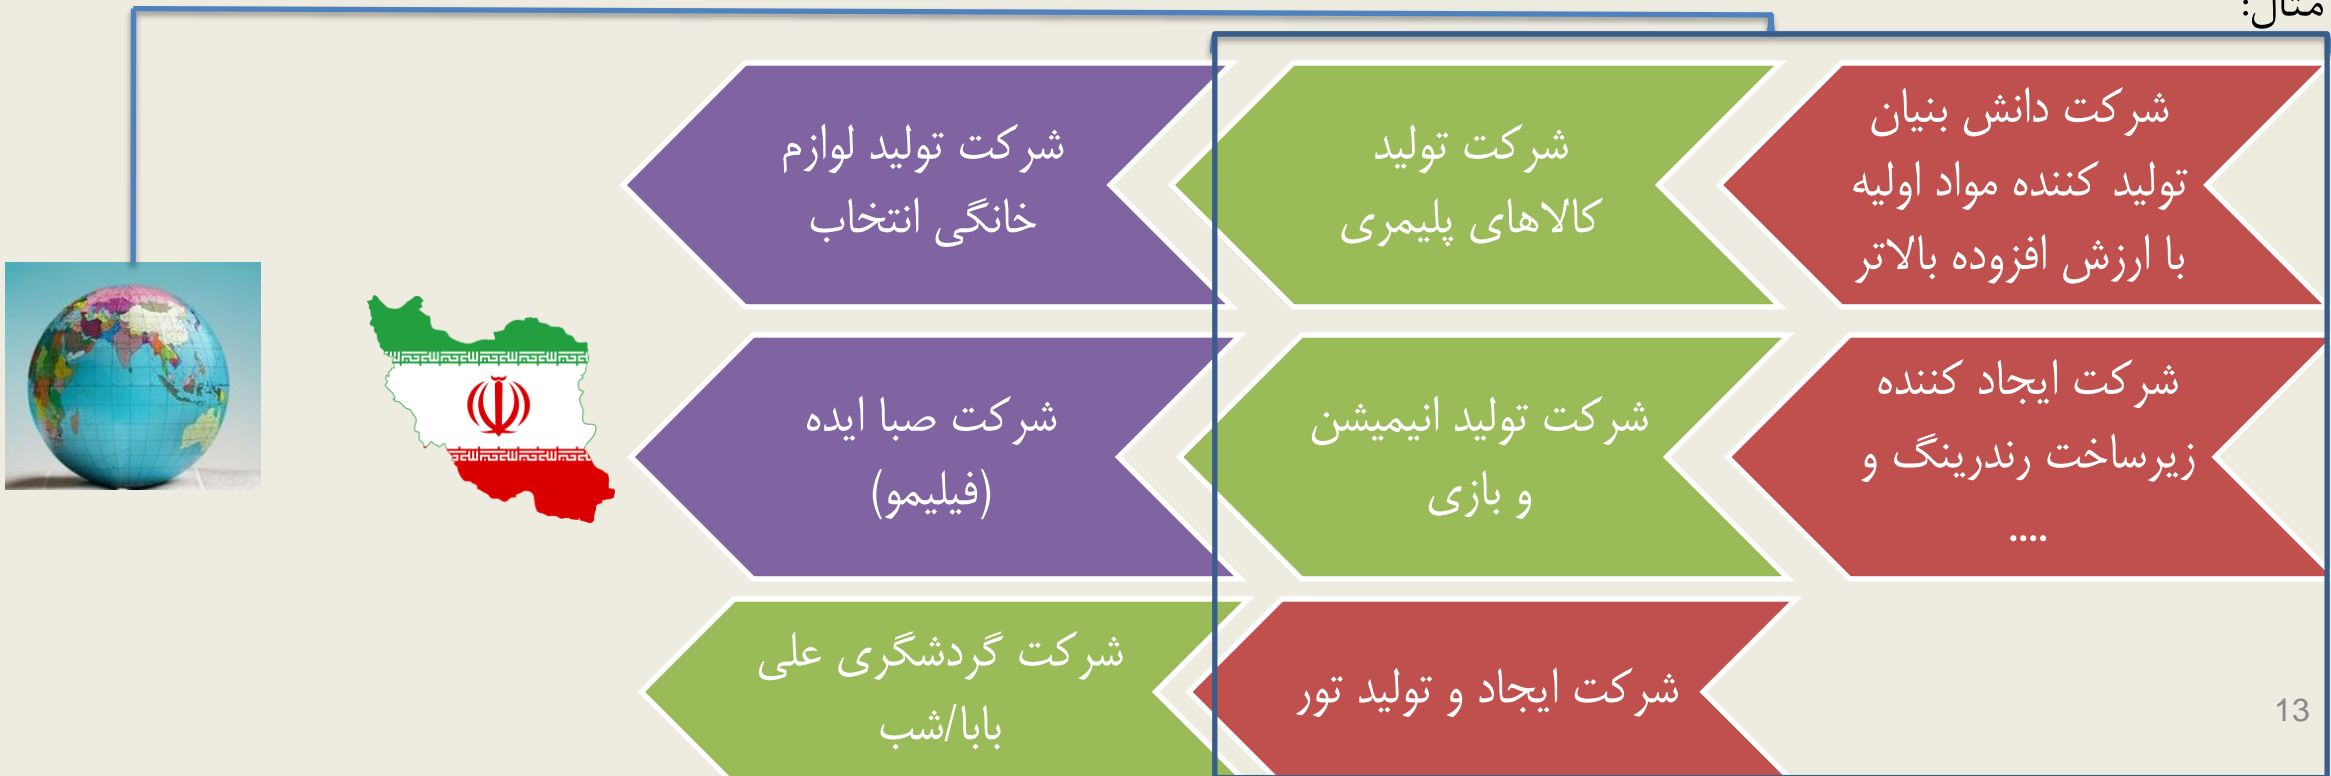 مثال:
شرکت دانش بنیان
تولید کننده مواد اولیه
با ارزش افزوده بالاتر
شرکت تولید
کالاهای پلیمری
شرکت تولید لوازم
خانگی انتخاب
شرکت ایجاد کننده
زیرساخت رندرینگ و
....
شرکت تولید انیمیشن
و بازی
شرکت صبا ایده
(فیلیمو)
شرکت ایجاد و تولید تور
شرکت گردشگری علی
بابا/شب
13